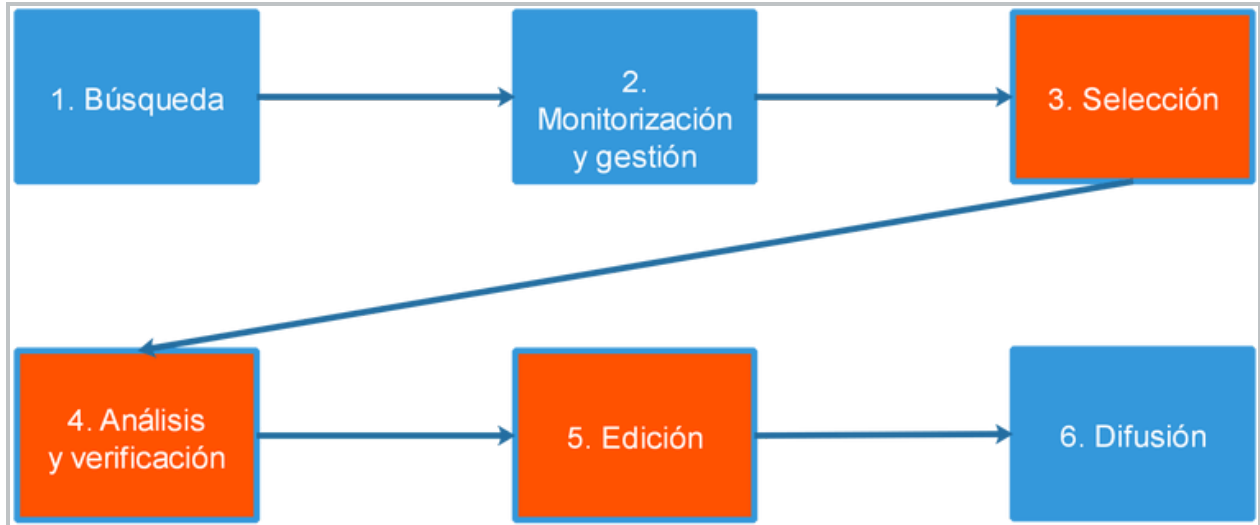 1. Búsqueda
2.
Monitorización
y gestión
3. Selección
4. Análisis
y verificación
5. Edición
6. Difusión